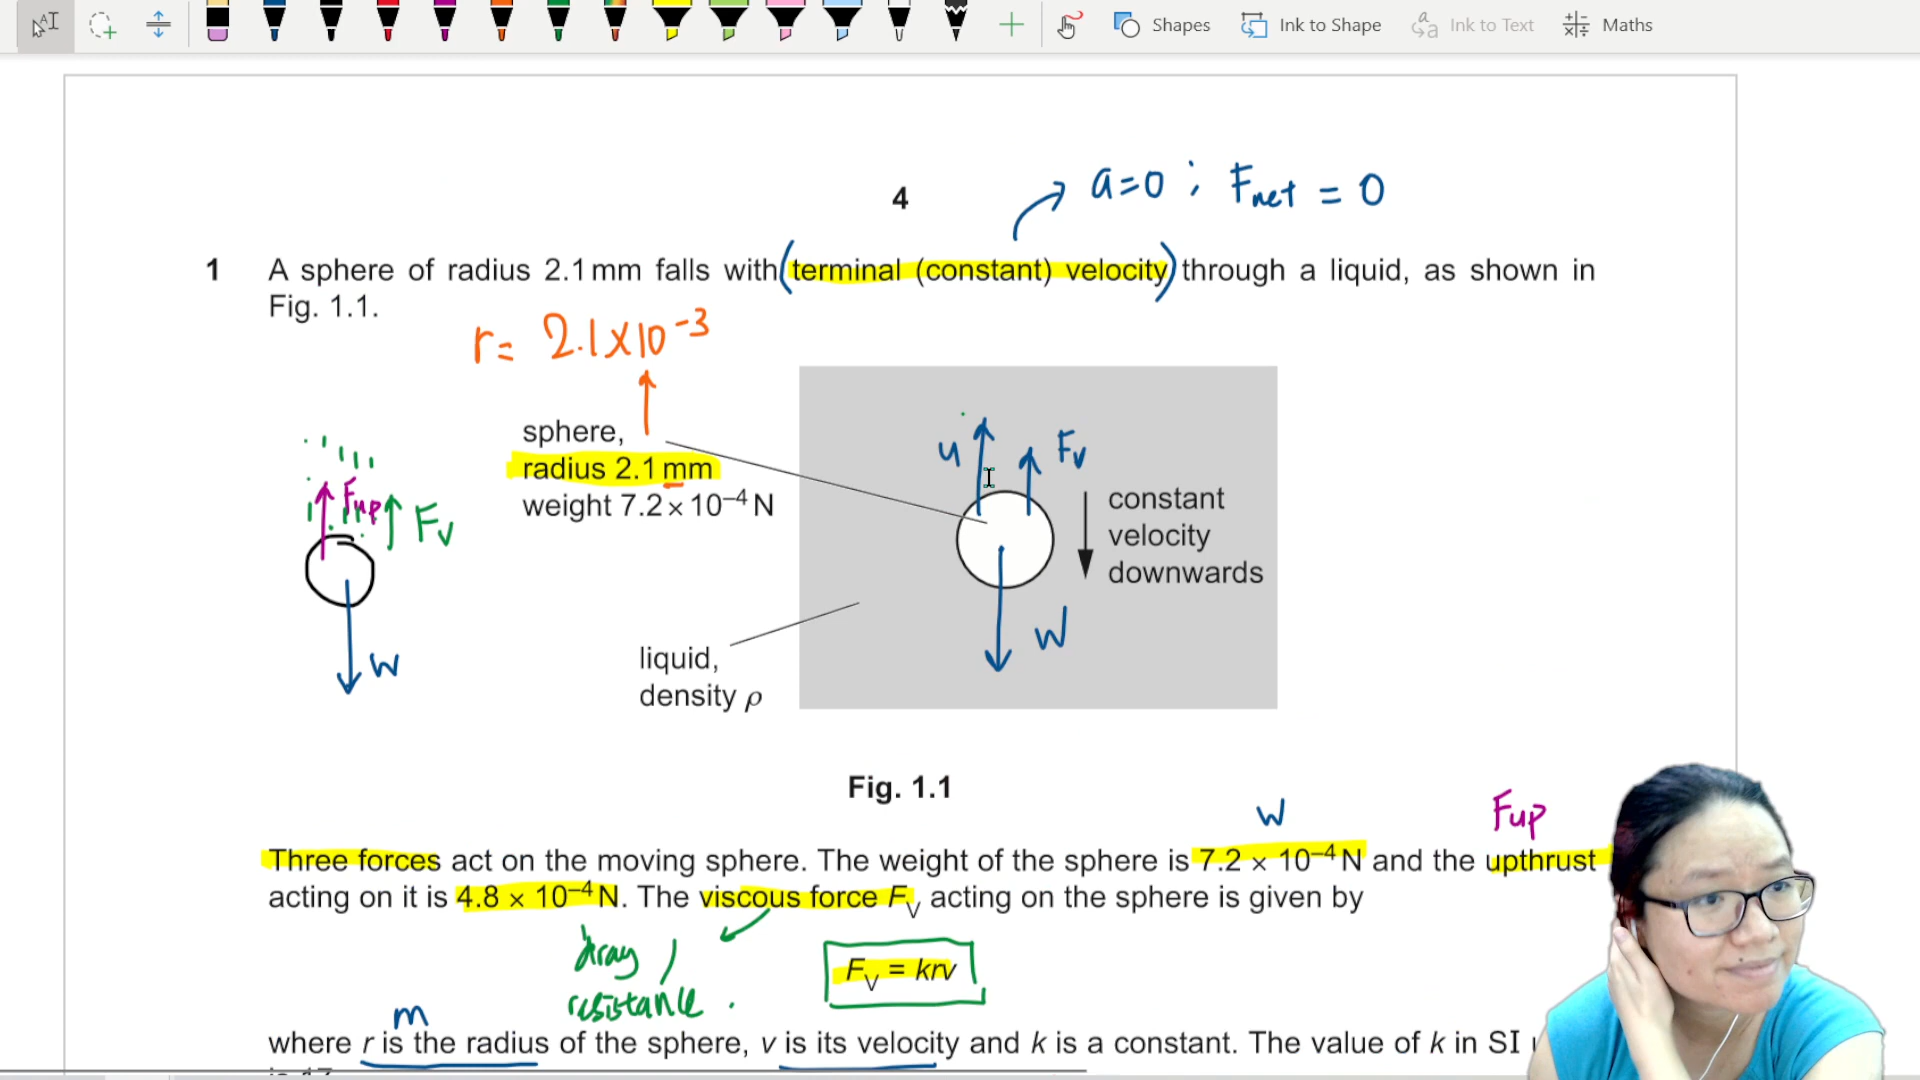 Shapes Ink to Shape Ink to Text Maths
4
a=0 ; Fnet = 0
1 A sphere of radius 2.1 mm falls with (terminal (constant) velocity) through a liquid, as shown in
Fig. 1.1.
r= 2.1×10⁻³
sphere,
radius 2.1 mm
weight 7.2 × 10⁻⁴ N
Fup
Fv
W
u
Fv
W
constant
velocity
downwards
liquid,
density ρ
Fig. 1.1
W
Fup
Three forces act on the moving sphere. The weight of the sphere is 7.2 × 10⁻⁴ N and the upthrust
acting on it is 4.8 × 10⁻⁴ N. The viscous force FV acting on the sphere is given by
drag /
resistance.
FV = krv
m
where r is the radius of the sphere, v is its velocity and k is a constant. The value of k in SI